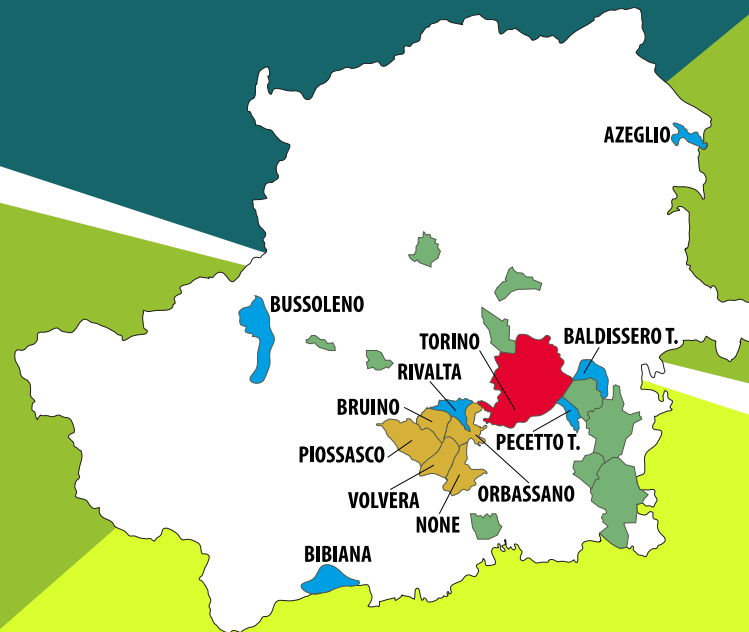 AZEGLIO
BUSSOLENO
TORINO
BALDISSERO T.
RIVALTA
BRUINO
PECETTO T.
PIOSSASCO
ORBASSANO
VOLVERA
NONE
BIBIANA